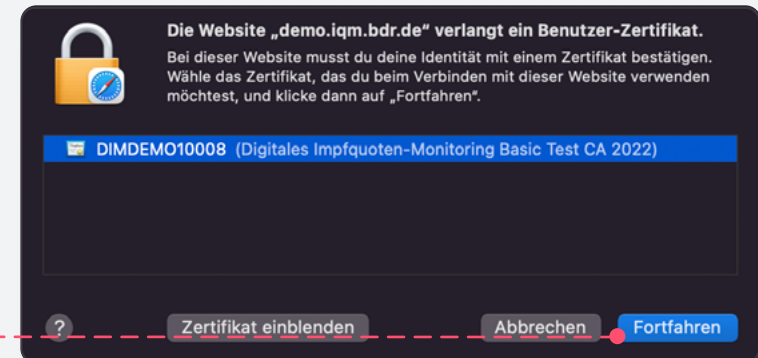 Die Website „demo.iqm.bdr.de“ verlangt ein Benutzer-Zertifikat.
Bei dieser Website musst du deine Identität mit einem Zertifikat bestätigen.
Wähle das Zertifikat, das du beim Verbinden mit dieser Website verwenden
möchtest, und klicke dann auf „Fortfahren“.
DIMDEMO10008 (Digitales Impfquoten-Monitoring Basic Test CA 2022)
? Zertifikat einblenden Abbrechen Fortfahren